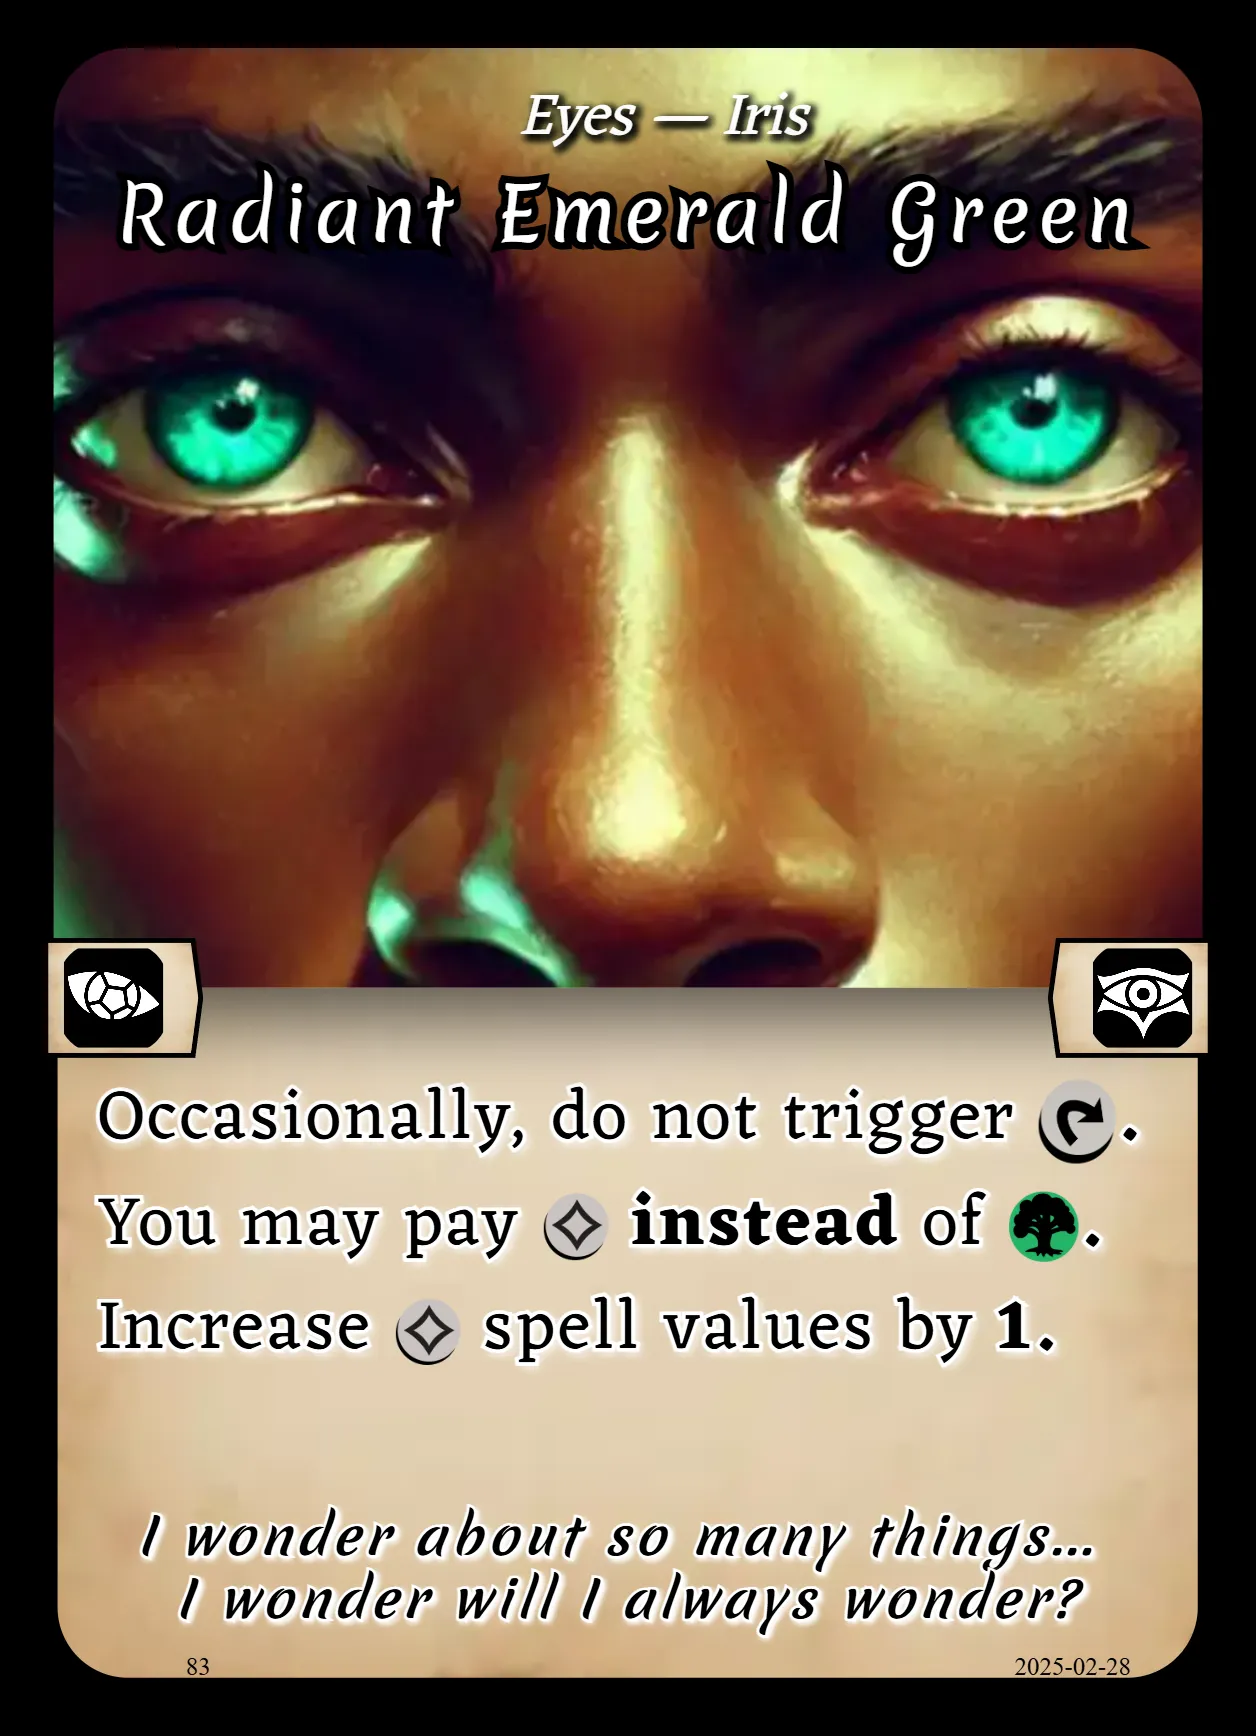 Eyes — Iris
Radiant Emerald Green
Occasionally, do not trigger .
You may pay instead of .
Increase spell values by 1.
I wonder about so many things...
I wonder will I always wonder?
83
2025-02-28